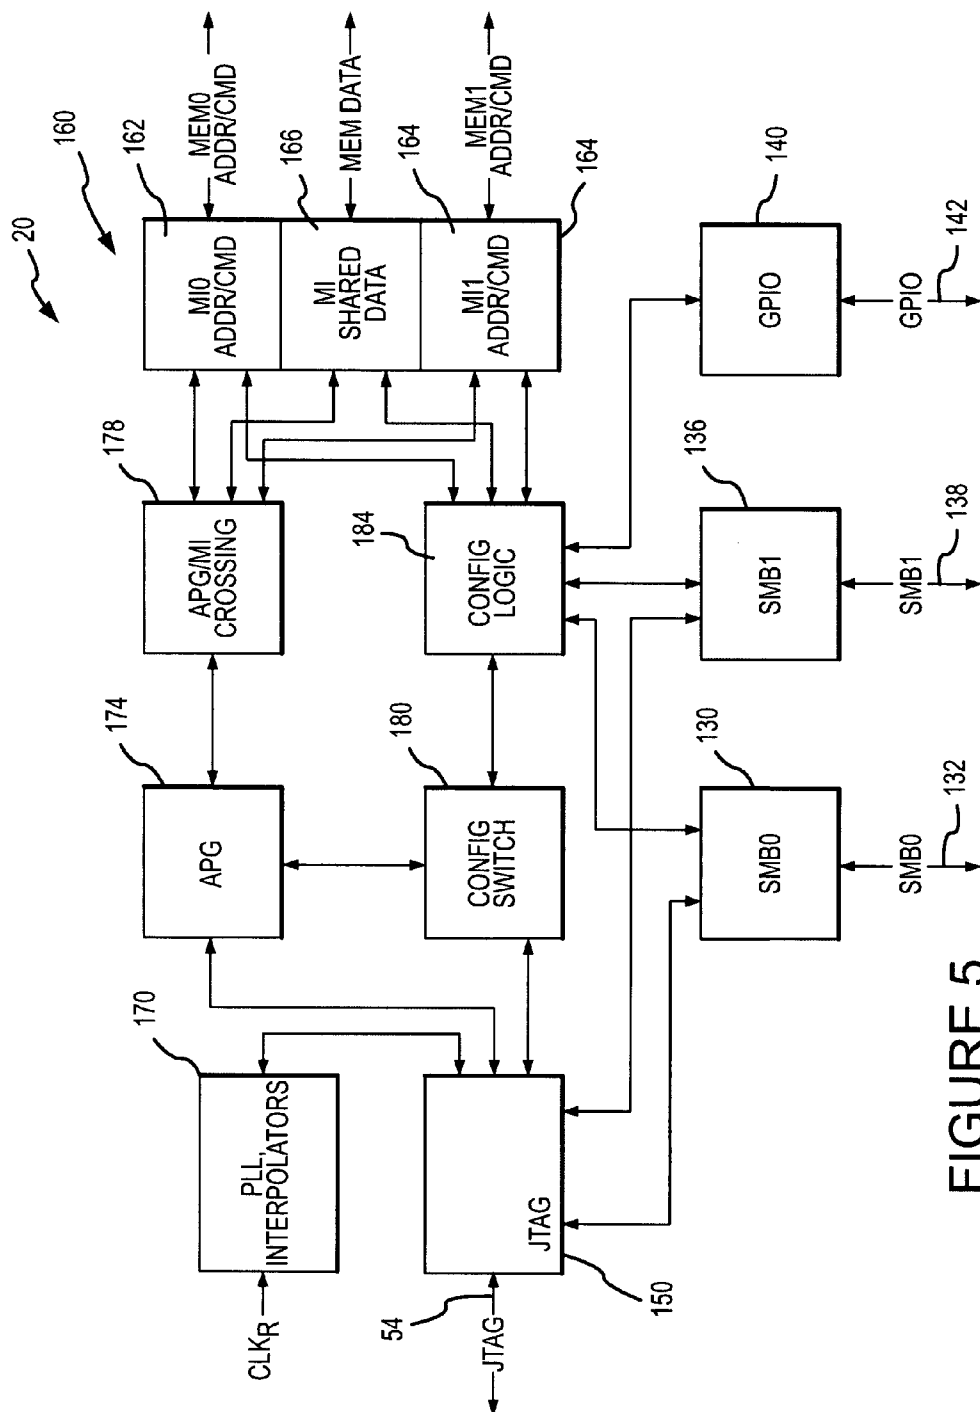 20
160
162
MI0
ADDR/CMD
MEM0
ADDR/CMD
166
MI
SHARED
DATA
MEM DATA
164
MI1
ADDR/CMD
MEM1
ADDR/CMD
164
178
APG/MI
CROSSING
174
APG
170
PLL,
INTERPOLATORS
CLKR
184
CONFIG
LOGIC
180
CONFIG
SWITCH
JTAG
150
54
JTAG
140
GPIO
GPIO
142
136
SMB1
SMB1
138
130
SMB0
SMB0
132
FIGURE 5